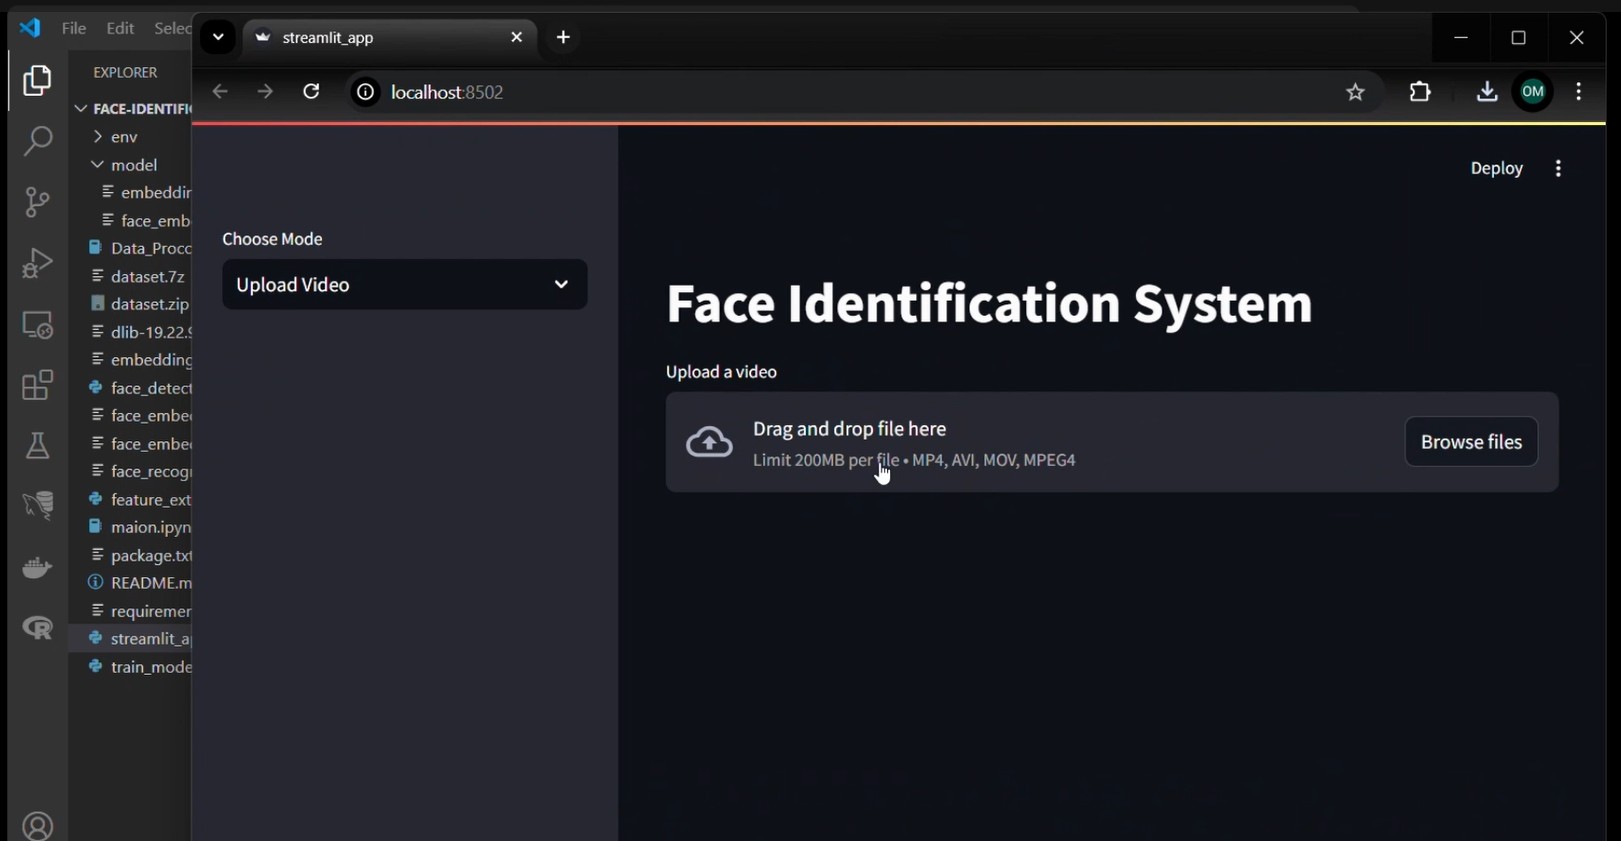 File Edit Selec
streamlit_app
EXPLORER
localhost:8502
OM
FACE-IDENTIFI
env
model
embeddin
face_emb
Data_Proc
dataset.7z
dataset.zip
dlib-19.22.9
embedding
face_detect
face_embe
face_embe
face_recog
feature_ext
maion.ipyn
package.txt
README.m
requiremen
streamlit_a
train_mode
Choose Mode
Upload Video
Deploy
Face Identification System
Upload a video
Drag and drop file here
Limit 200MB per file • MP4, AVI, MOV, MPEG4
Browse files